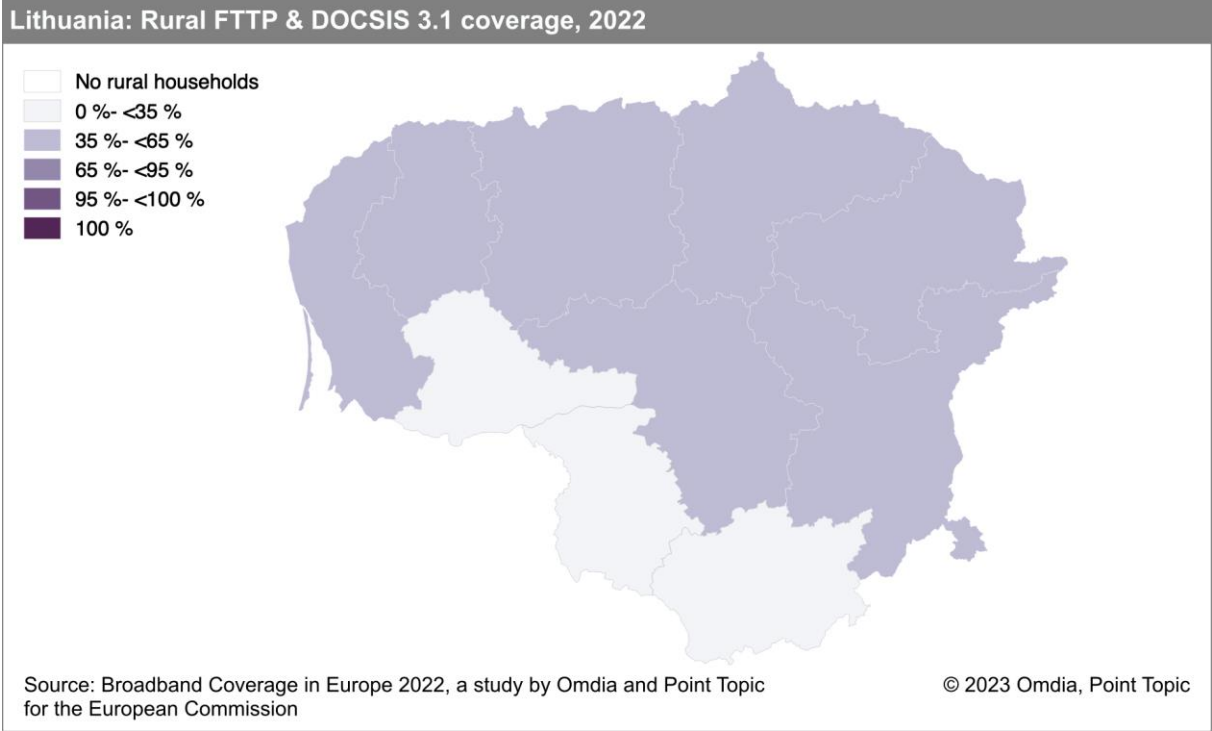 Lithuania: Rural FTTP & DOCSIS 3.1 coverage, 2022
No rural households
0 %- <35 %
35 %- <65 %
65 %- <95 %
95 %- <100 %
100 %
Source: Broadband Coverage in Europe 2022, a study by Omdia and Point Topic
for the European Commission
© 2023 Omdia, Point Topic